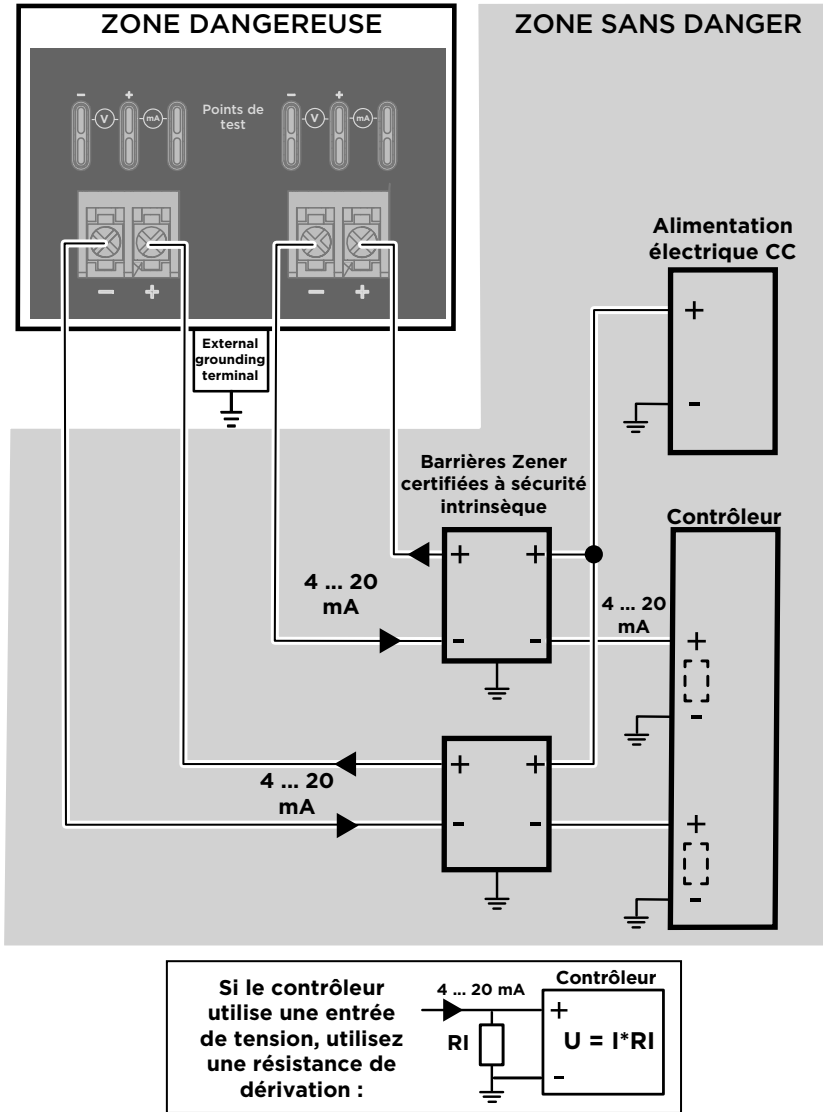 ZONE DANGEREUSE
ZONE SANS DANGER
- +
V mA
Points de
test
- +
V mA
- +
- +
External
grounding
terminal
Alimentation
électrique CC
+
-
Barrières Zener
certifiées à sécurité
intrinsèque
Contrôleur
+ +
4 ... 20
mA
4 ... 20
mA
- -
+
-
+ +
4 ... 20
mA
- -
+
-
Si le contrôleur
utilise une entrée
de tension, utilisez
une résistance de
dérivation :
4 ... 20 mA
Contrôleur
+
RI
U = I*RI
-